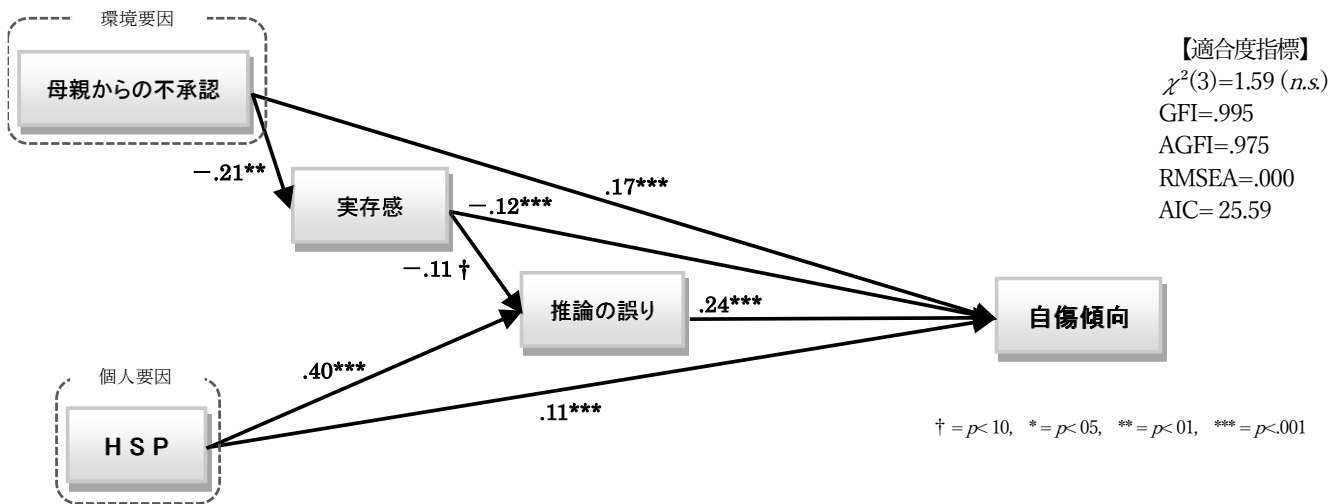 環境要因
母親からの不承認
【適合度指標】
χ²(3)=1.59 (n.s.)
GFI=.995
AGFI=.975
RMSEA=.000
AIC= 25.59
−.21**
.17***
実存感
−.12***
−.11 †
推論の誤り
.24***
自傷傾向
.40***
個人要因
HSP
.11***
† = p< 10, * = p< 05, ** = p< 01, *** = p<.001